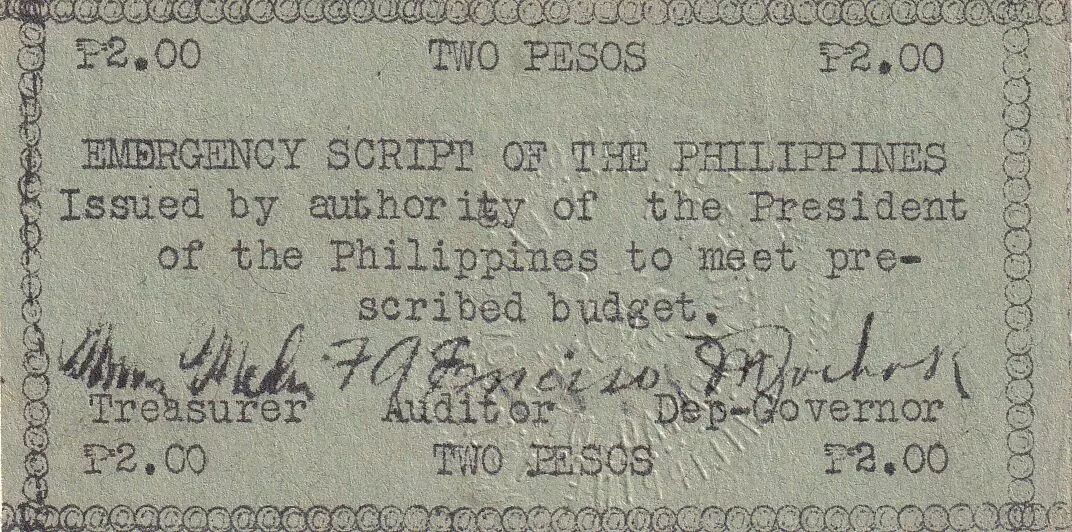 ₱2.00 TWO PESOS ₱2.00
EMERGENCY SCRIPT OF THE PHILIPPINES
Issued by authority of the President
of the Philippines to meet pre-
scribed budget.
F A Enciso
Treasurer Auditor Dep-Governor
₱2.00 TWO PESOS ₱2.00